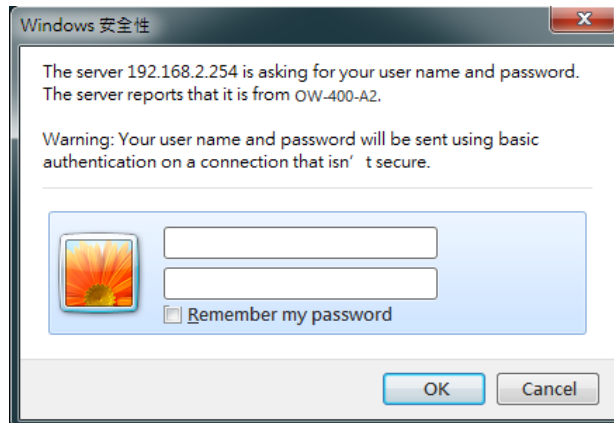 Windows 安全性
The server 192.168.2.254 is asking for your user name and password.
The server reports that it is from OW-400-A2.
Warning: Your user name and password will be sent using basic
authentication on a connection that isn't secure.
Remember my password
OK
Cancel